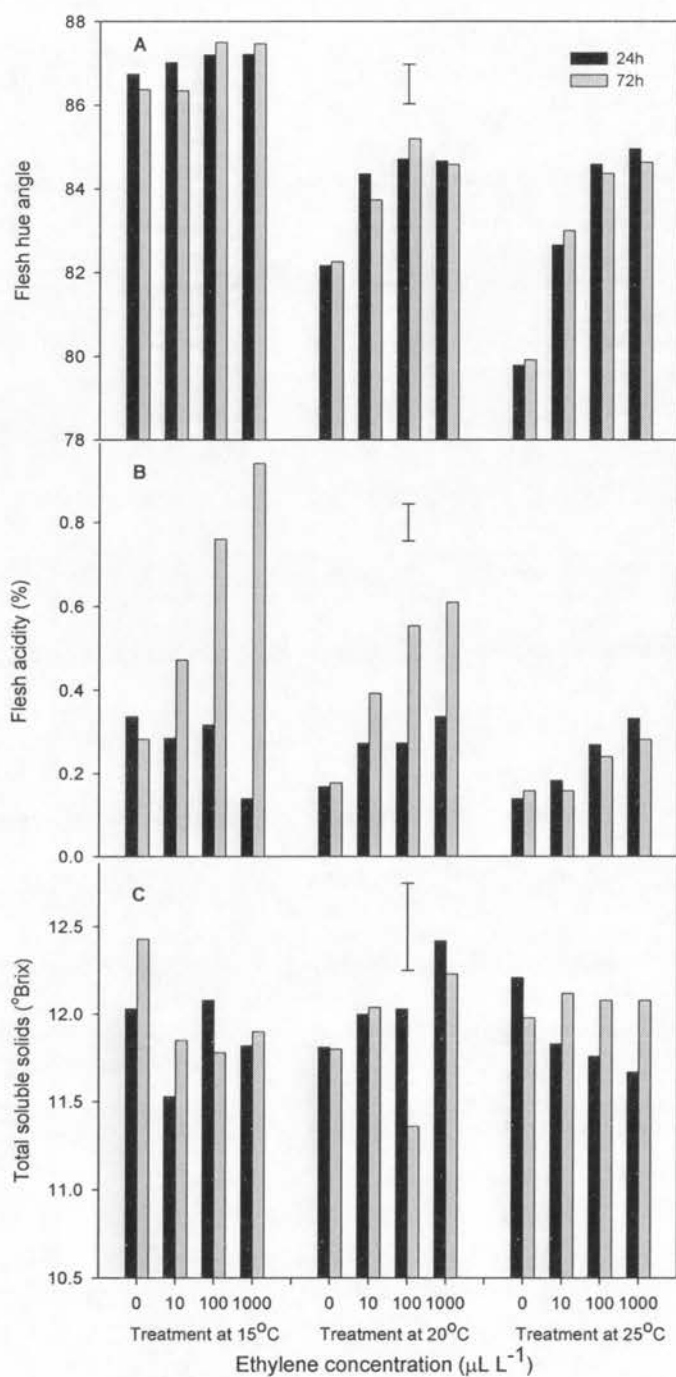 88
A
24h
72h
86
84
82
80
78
Flesh hue angle
B
0.8
0.6
0.4
0.2
0.0
Flesh acidity (%)
C
12.5
12.0
11.5
11.0
10.5
Total soluble solids (°Brix)
0 10 100 1000 0 10 100 1000 0 10 100 1000
Treatment at 15°C Treatment at 20°C Treatment at 25°C
Ethylene concentration (µL L⁻¹)